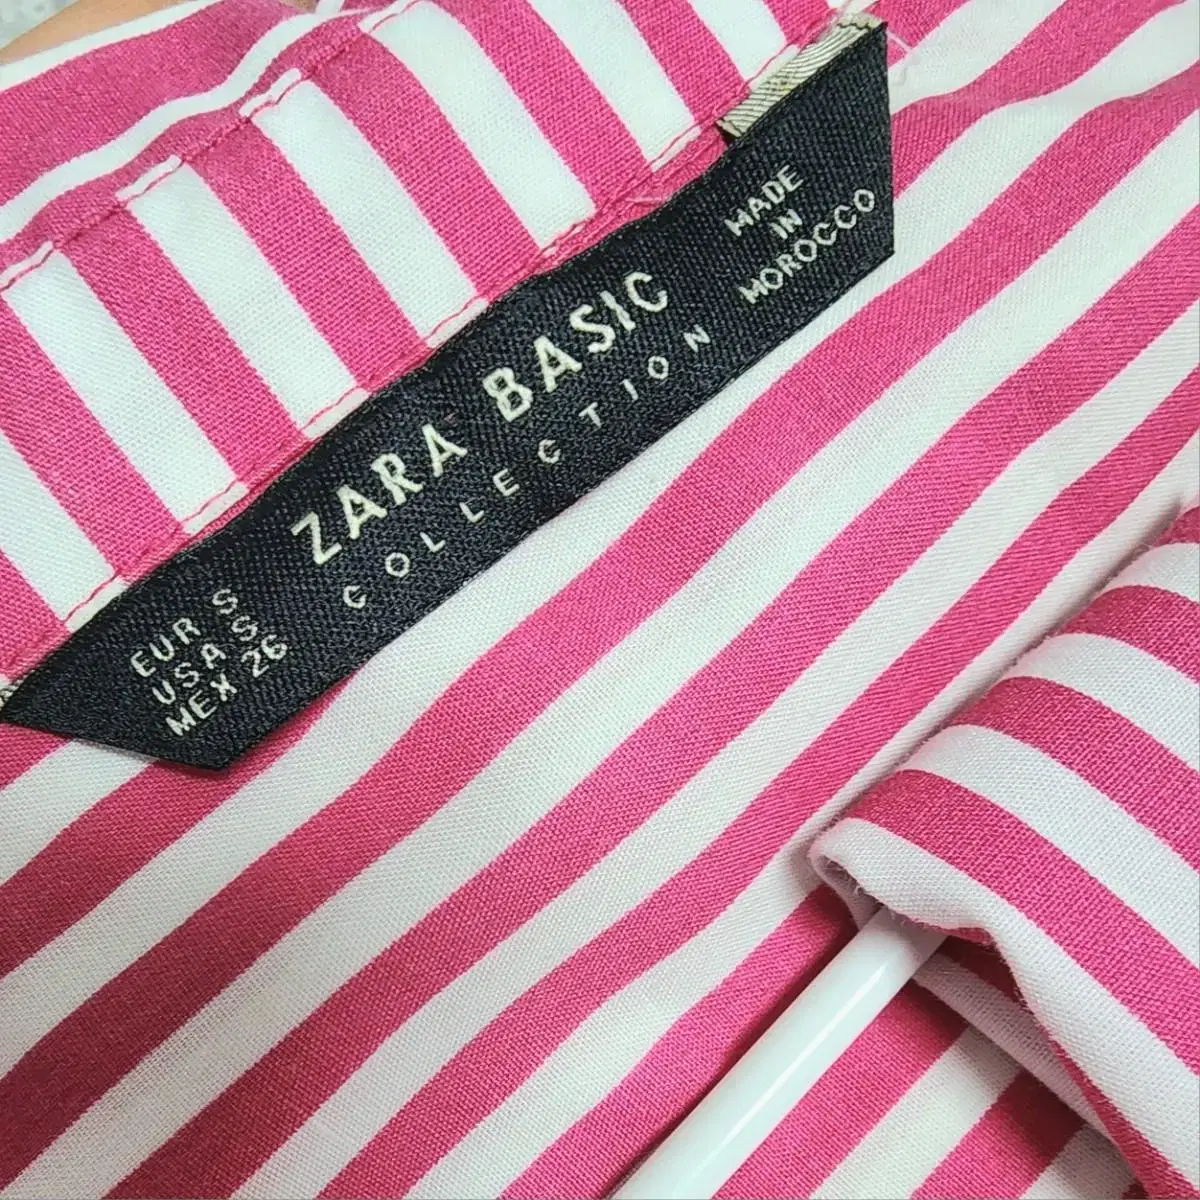 ZARA BASIC
COLLECTION
MADE
IN
MOROCCO
EUR S
USA S
MEX 26